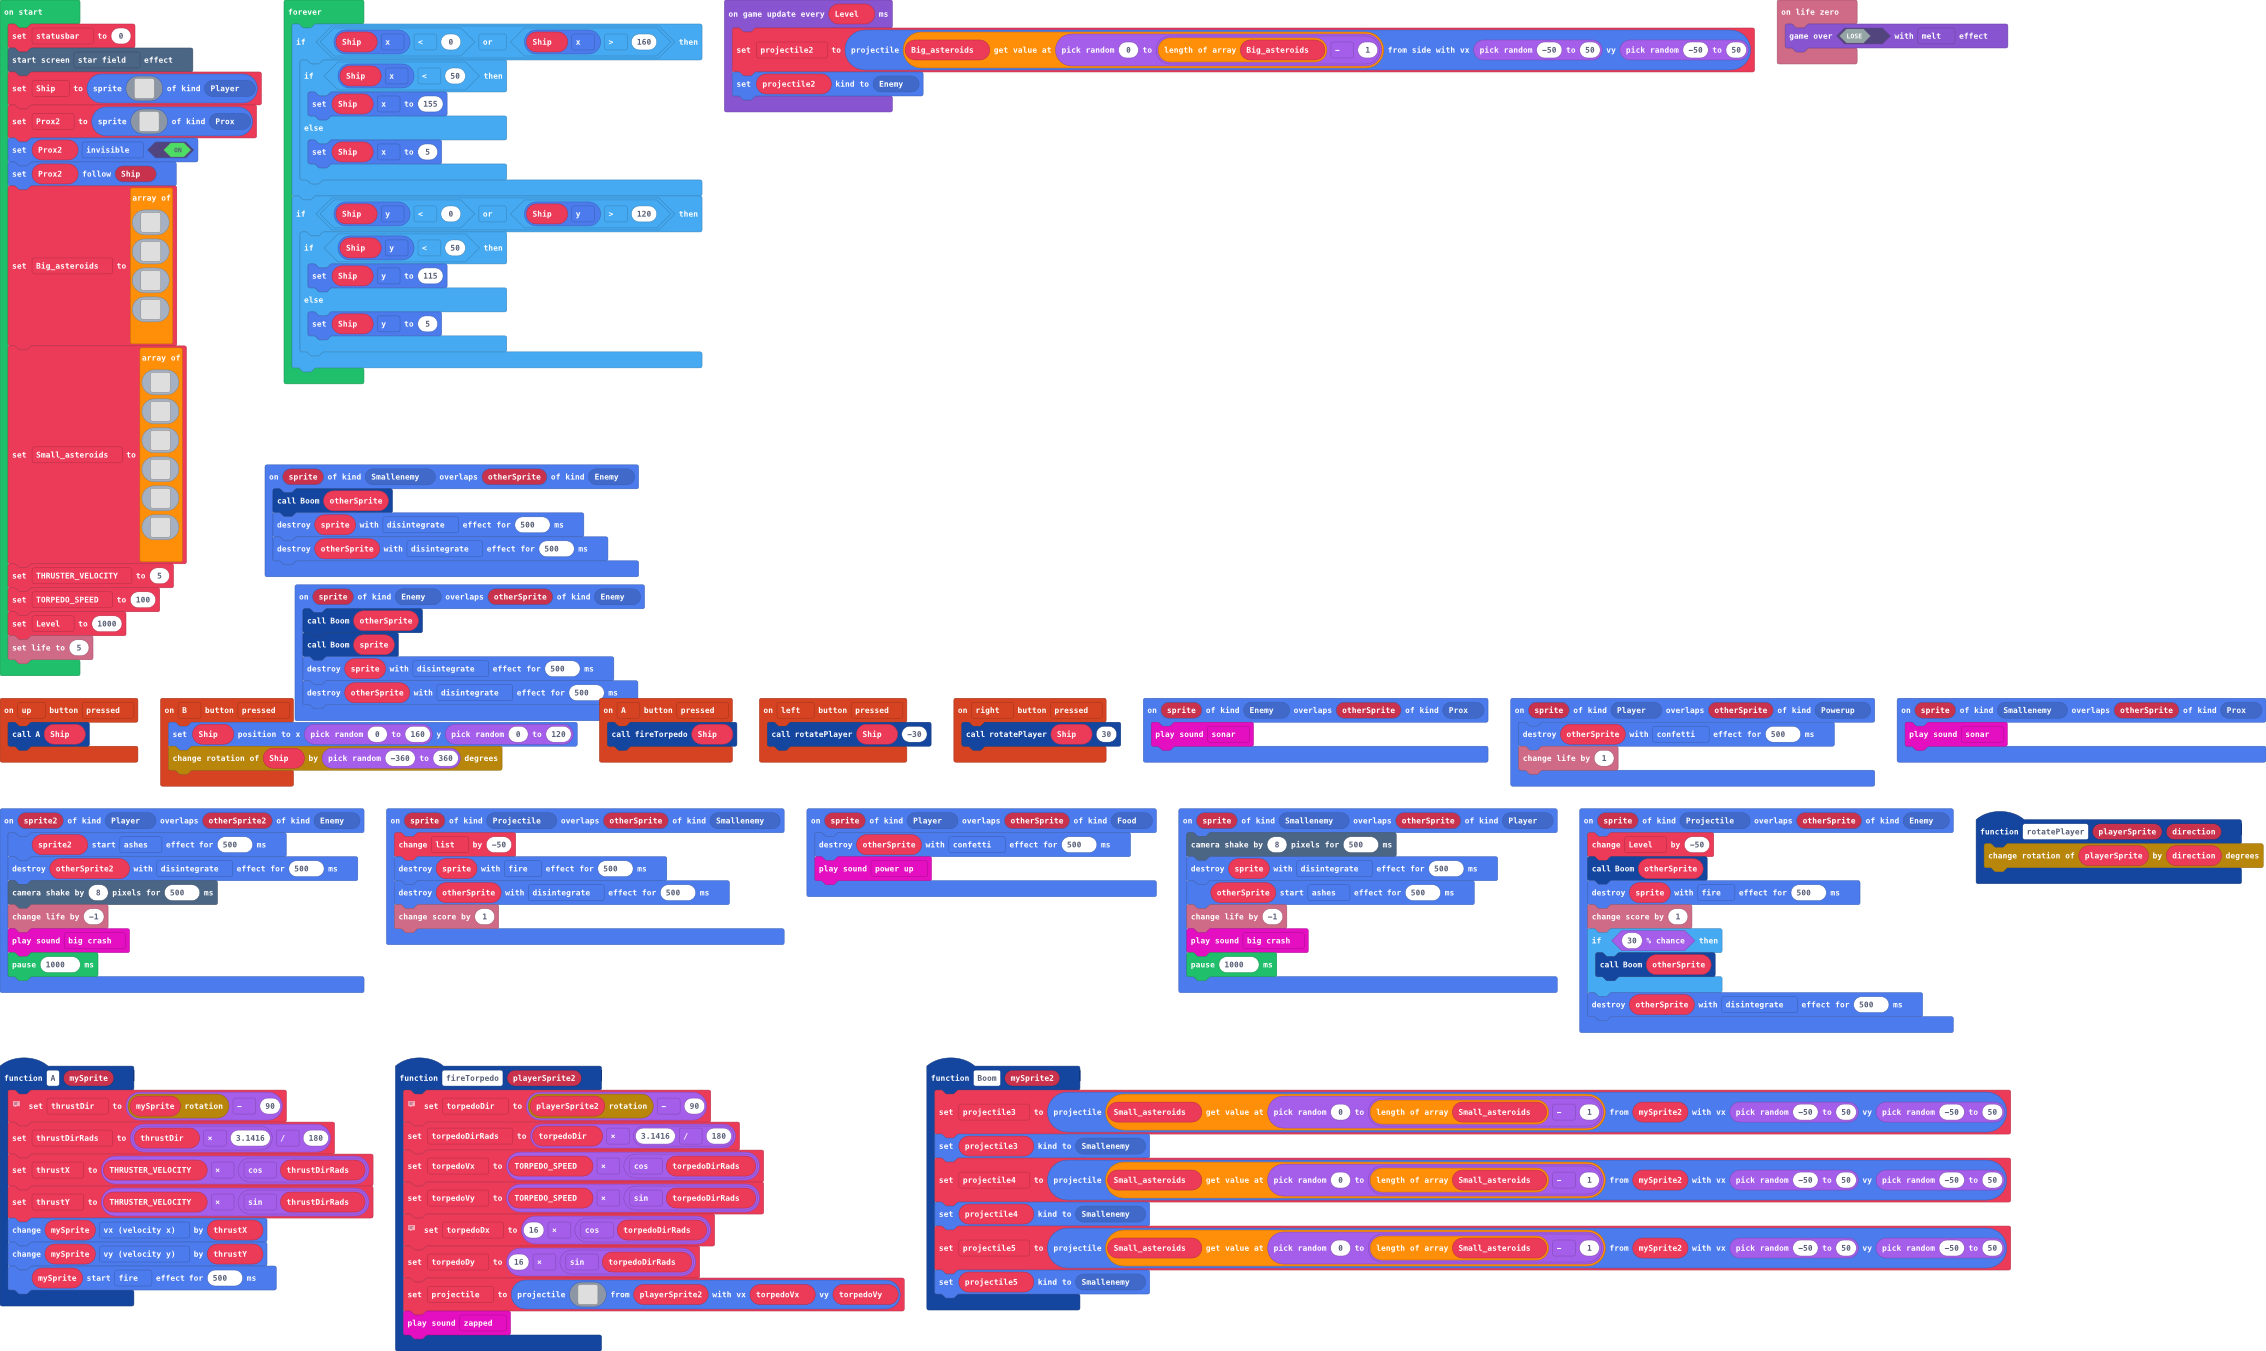 on start
set statusbar to 0
start screen star field effect
set Ship to sprite of kind Player
set Prox2 to sprite of kind Prox
set Prox2 invisible ON
set Prox2 follow Ship
set Big_asteroids to array of
set Small_asteroids to array of
set THRUSTER_VELOCITY to 5
set TORPEDO_SPEED to 100
set Level to 1000
set life to 5
forever
if Ship x < 0 or Ship x > 160 then
if Ship x < 50 then
set Ship x to 155
else
set Ship x to 5
if Ship y < 0 or Ship y > 120 then
if Ship y < 50 then
set Ship y to 115
else
set Ship y to 5
on game update every Level ms
set projectile2 to projectile Big_asteroids get value at pick random 0 to length of array Big_asteroids - 1 from side with vx pick random -50 to 50 vy pick random -50 to 50
set projectile2 kind to Enemy
on life zero
game over LOSE with melt effect
on sprite of kind Smallenemy overlaps otherSprite of kind Enemy
call Boom otherSprite
destroy sprite with disintegrate effect for 500 ms
destroy otherSprite with disintegrate effect for 500 ms
on sprite of kind Enemy overlaps otherSprite of kind Enemy
call Boom otherSprite
call Boom sprite
destroy sprite with disintegrate effect for 500 ms
destroy otherSprite with disintegrate effect for 500 ms
on up button pressed
call A Ship
on B button pressed
set Ship position to x pick random 0 to 160 y pick random 0 to 120
change rotation of Ship by pick random -360 to 360 degrees
on A button pressed
call fireTorpedo Ship
on left button pressed
call rotatePlayer Ship -30
on right button pressed
call rotatePlayer Ship 30
on sprite of kind Enemy overlaps otherSprite of kind Prox
play sound sonar
on sprite of kind Player overlaps otherSprite of kind Powerup
destroy otherSprite with confetti effect for 500 ms
change life by 1
on sprite of kind Smallenemy overlaps otherSprite of kind Prox
play sound sonar
on sprite2 of kind Player overlaps otherSprite2 of kind Enemy
sprite2 start ashes effect for 500 ms
destroy otherSprite2 with disintegrate effect for 500 ms
camera shake by 8 pixels for 500 ms
change life by -1
play sound big crash
pause 1000 ms
on sprite of kind Projectile overlaps otherSprite of kind Smallenemy
change list by -50
destroy sprite with fire effect for 500 ms
destroy otherSprite with disintegrate effect for 500 ms
change score by 1
on sprite of kind Player overlaps otherSprite of kind Food
destroy otherSprite with confetti effect for 500 ms
play sound power up
on sprite of kind Smallenemy overlaps otherSprite of kind Player
camera shake by 8 pixels for 500 ms
destroy sprite with disintegrate effect for 500 ms
otherSprite start ashes effect for 500 ms
change life by -1
play sound big crash
pause 1000 ms
on sprite of kind Projectile overlaps otherSprite of kind Enemy
change Level by -50
call Boom otherSprite
destroy sprite with fire effect for 500 ms
change score by 1
if 30 % chance then
call Boom otherSprite
destroy otherSprite with disintegrate effect for 500 ms
function rotatePlayer playerSprite direction
change rotation of playerSprite by direction degrees
function A mySprite
set thrustDir to mySprite rotation - 90
set thrustDirRads to thrustDir × 3.1416 / 180
set thrustX to THRUSTER_VELOCITY × cos thrustDirRads
set thrustY to THRUSTER_VELOCITY × sin thrustDirRads
change mySprite vx (velocity x) by thrustX
change mySprite vy (velocity y) by thrustY
mySprite start fire effect for 500 ms
function fireTorpedo playerSprite2
set torpedoDir to playerSprite2 rotation - 90
set torpedoDirRads to torpedoDir × 3.1416 / 180
set torpedoVx to TORPEDO_SPEED × cos torpedoDirRads
set torpedoVy to TORPEDO_SPEED × sin torpedoDirRads
set torpedoDx to 16 × cos torpedoDirRads
set torpedoDy to 16 × sin torpedoDirRads
set projectile to projectile from playerSprite2 with vx torpedoVx vy torpedoVy
play sound zapped
function Boom mySprite2
set projectile3 to projectile Small_asteroids get value at pick random 0 to length of array Small_asteroids - 1 from mySprite2 with vx pick random -50 to 50 vy pick random -50 to 50
set projectile3 kind to Smallenemy
set projectile4 to projectile Small_asteroids get value at pick random 0 to length of array Small_asteroids - 1 from mySprite2 with vx pick random -50 to 50 vy pick random -50 to 50
set projectile4 kind to Smallenemy
set projectile5 to projectile Small_asteroids get value at pick random 0 to length of array Small_asteroids - 1 from mySprite2 with vx pick random -50 to 50 vy pick random -50 to 50
set projectile5 kind to Smallenemy